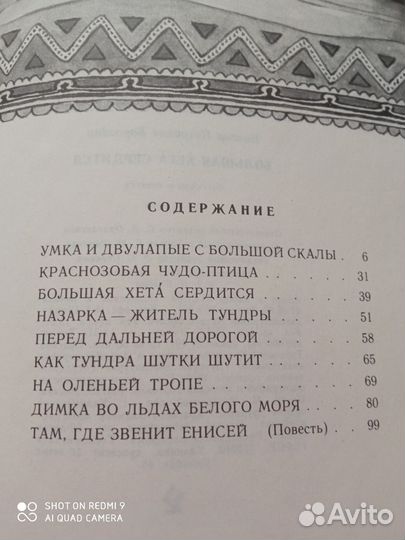 СОДЕРЖАНИЕ
УМКА И ДВУЛАПЫЕ С БОЛЬШОЙ СКАЛЫ . 6
КРАСНОЗОБАЯ ЧУДО-ПТИЦА . . . . . . 31
БОЛЬШАЯ ХЕТА́ СЕРДИТСЯ . . . . . . 39
НАЗАРКА — ЖИТЕЛЬ ТУНДРЫ . . . . . 51
ПЕРЕД ДАЛЬНЕЙ ДОРОГОЙ . . . . . . 58
КАК ТУНДРА ШУТКИ ШУТИТ . . . . . . 65
НА ОЛЕНЬЕЙ ТРОПЕ . . . . . . . . . 69
ДИМКА ВО ЛЬДАХ БЕЛОГО МОРЯ . . . . 80
ТАМ, ГДЕ ЗВЕНИТ ЕНИСЕЙ (Повесть) . . 99
SHOT ON REDMI 9
AI QUAD CAMERA
Avito